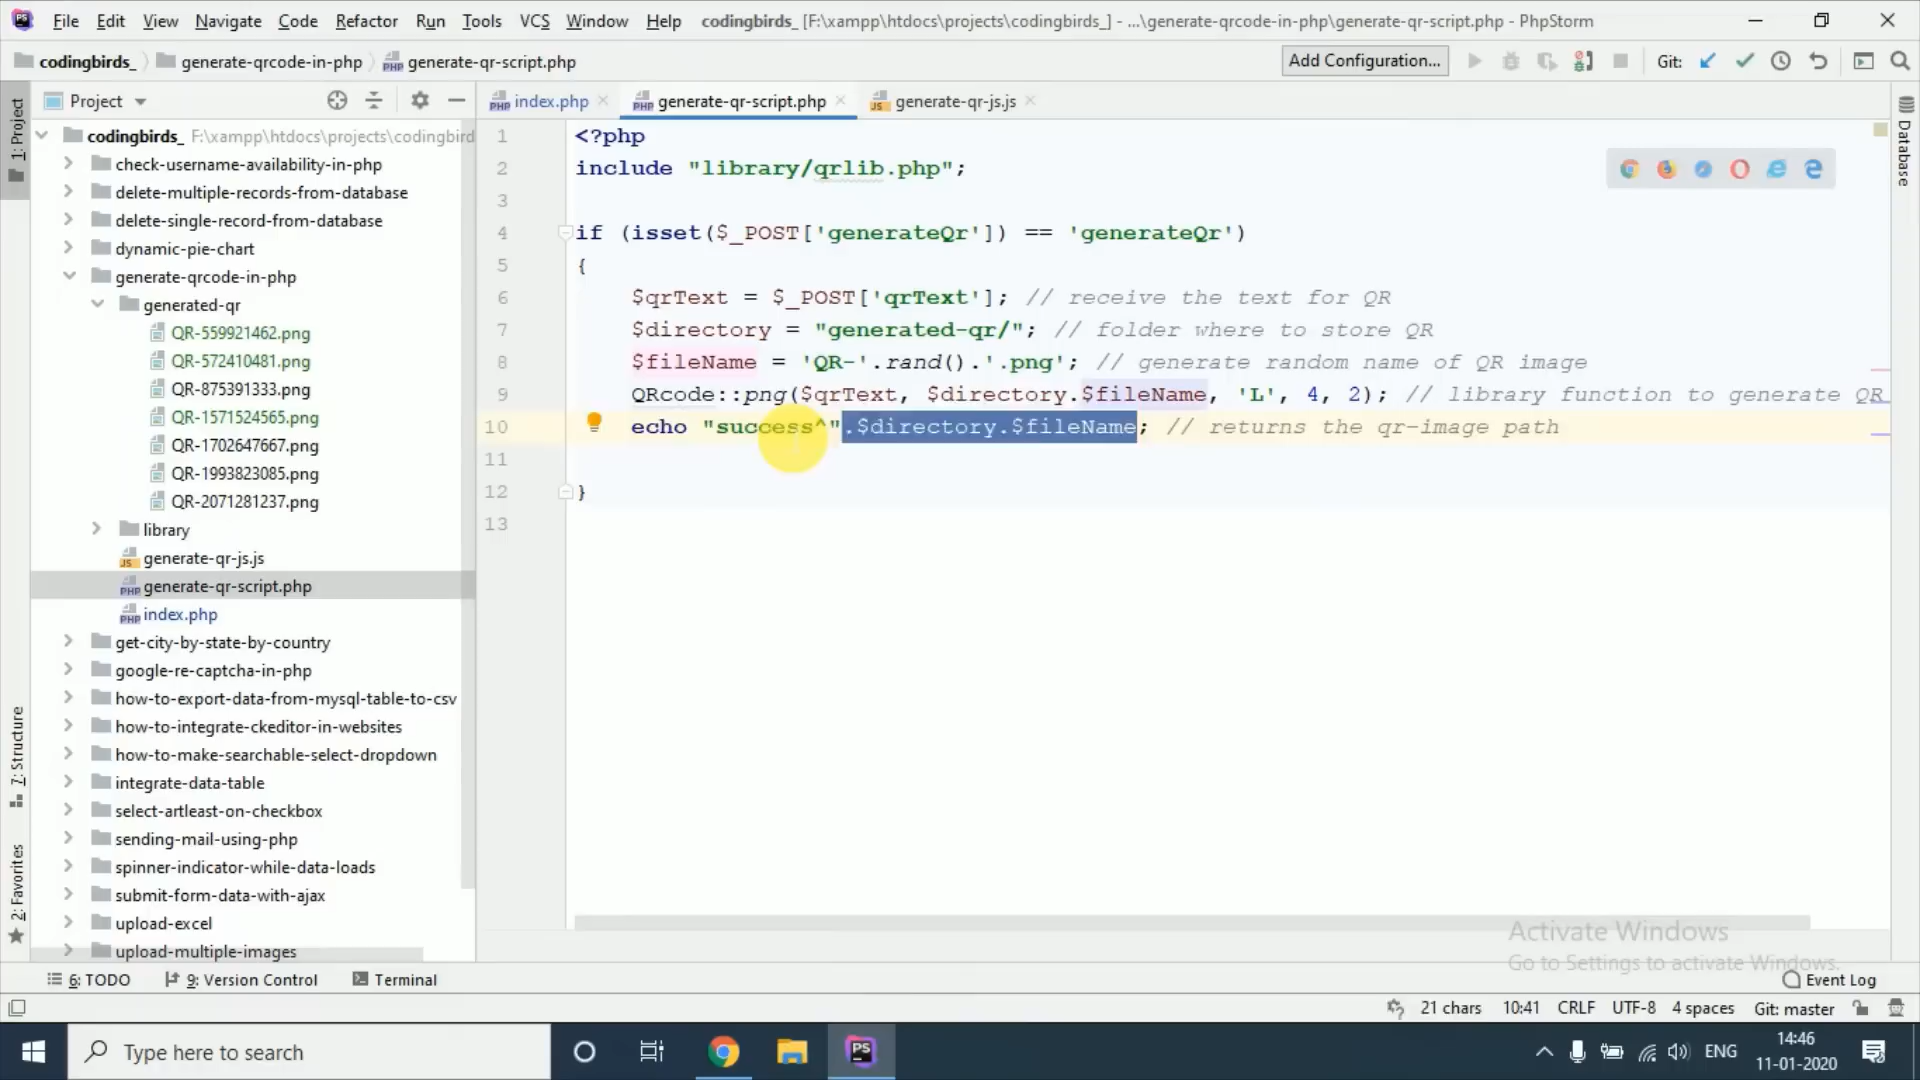 PS File Edit View Navigate Code Refactor Run Tools VCS Window Help codingbirds_ [F:\xampp\htdocs\projects\codingbirds_] - ...\generate-qrcode-in-php\generate-qr-script.php - PhpStorm
codingbirds_ generate-qrcode-in-php PHP generate-qr-script.php Add Configuration... Git:
1: Project
Project
PHP index.php PHP generate-qr-script.php JS generate-qr-js.js
Database
codingbirds_ F:\xampp\htdocs\projects\codingbird
check-username-availability-in-php
delete-multiple-records-from-database
delete-single-record-from-database
dynamic-pie-chart
generate-qrcode-in-php
generated-qr
QR-559921462.png
QR-572410481.png
QR-875391333.png
QR-1571524565.png
QR-1702647667.png
QR-1993823085.png
QR-2071281237.png
library
JS generate-qr-js.js
PHP generate-qr-script.php
PHP index.php
get-city-by-state-by-country
google-re-captcha-in-php
how-to-export-data-from-mysql-table-to-csv
how-to-integrate-ckeditor-in-websites
how-to-make-searchable-select-dropdown
integrate-data-table
select-artleast-on-checkbox
sending-mail-using-php
spinner-indicator-while-data-loads
submit-form-data-with-ajax
upload-excel
upload-multiple-images
7: Structure
2: Favorites
1 <?php
2 include "library/qrlib.php";
3
4 if (isset($_POST['generateQr']) == 'generateQr')
5 {
6 $qrText = $_POST['qrText']; // receive the text for QR
7 $directory = "generated-qr/"; // folder where to store QR
8 $fileName = 'QR-'.rand().'.png'; // generate random name of QR image
9 QRcode::png($qrText, $directory.$fileName, 'L', 4, 2); // library function to generate QR
10 echo "success^".$directory.$fileName; // returns the qr-image path
11
12 }
13
Activate Windows
Go to Settings to activate Windows.
6: TODO 9: Version Control Terminal Event Log
21 chars 10:41 CRLF UTF-8 4 spaces Git: master
Type here to search PS ENG 14:46
11-01-2020